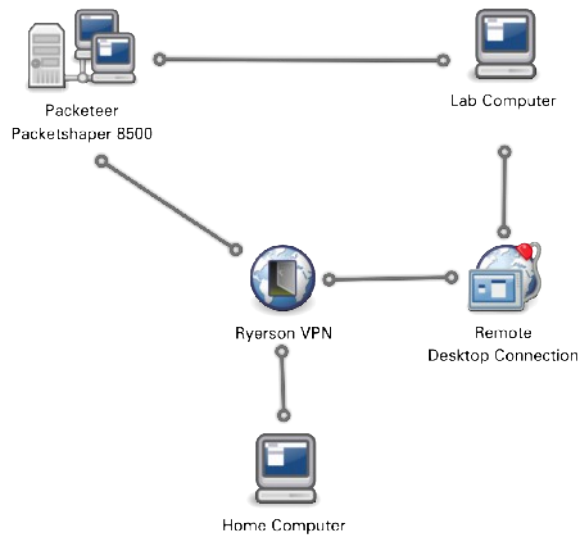 Packeteer
Packetshaper 8500
Lab Computer
Ryerson VPN
Remote
Desktop Connection
Home Computer